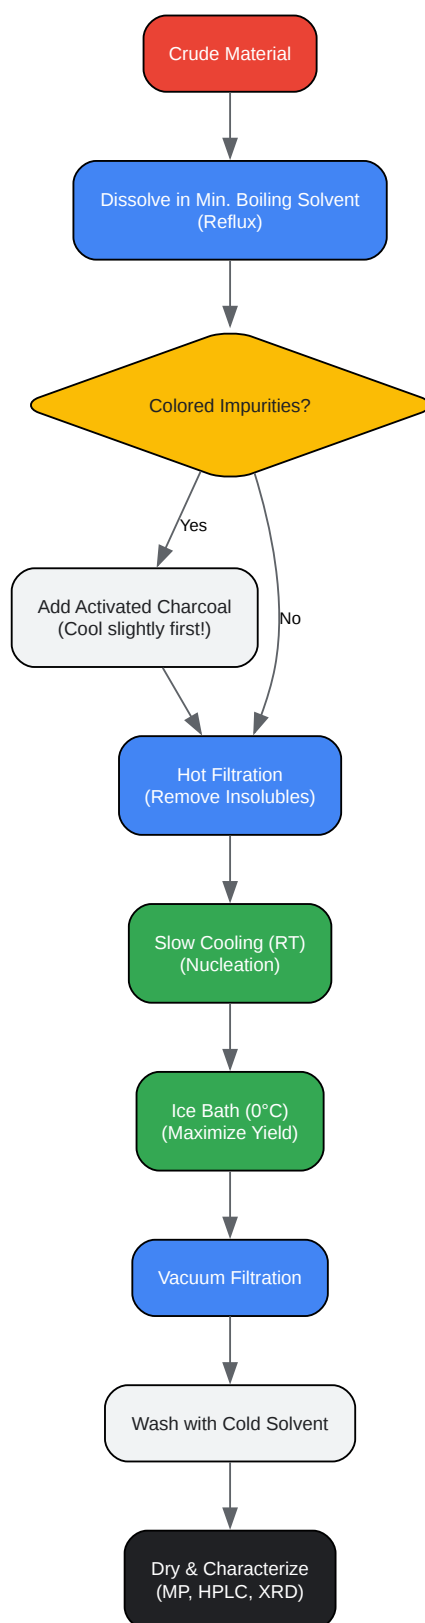 Crude Material
Dissolve in Min. Boiling Solvent
(Reflux)
Colored Impurities?
Yes
Add Activated Charcoal
(Cool slightly first!)
No
Hot Filtration
(Remove Insolubles)
Slow Cooling (RT)
(Nucleation)
Ice Bath (0°C)
(Maximize Yield)
Vacuum Filtration
Wash with Cold Solvent
Dry & Characterize
(MP, HPLC, XRD)